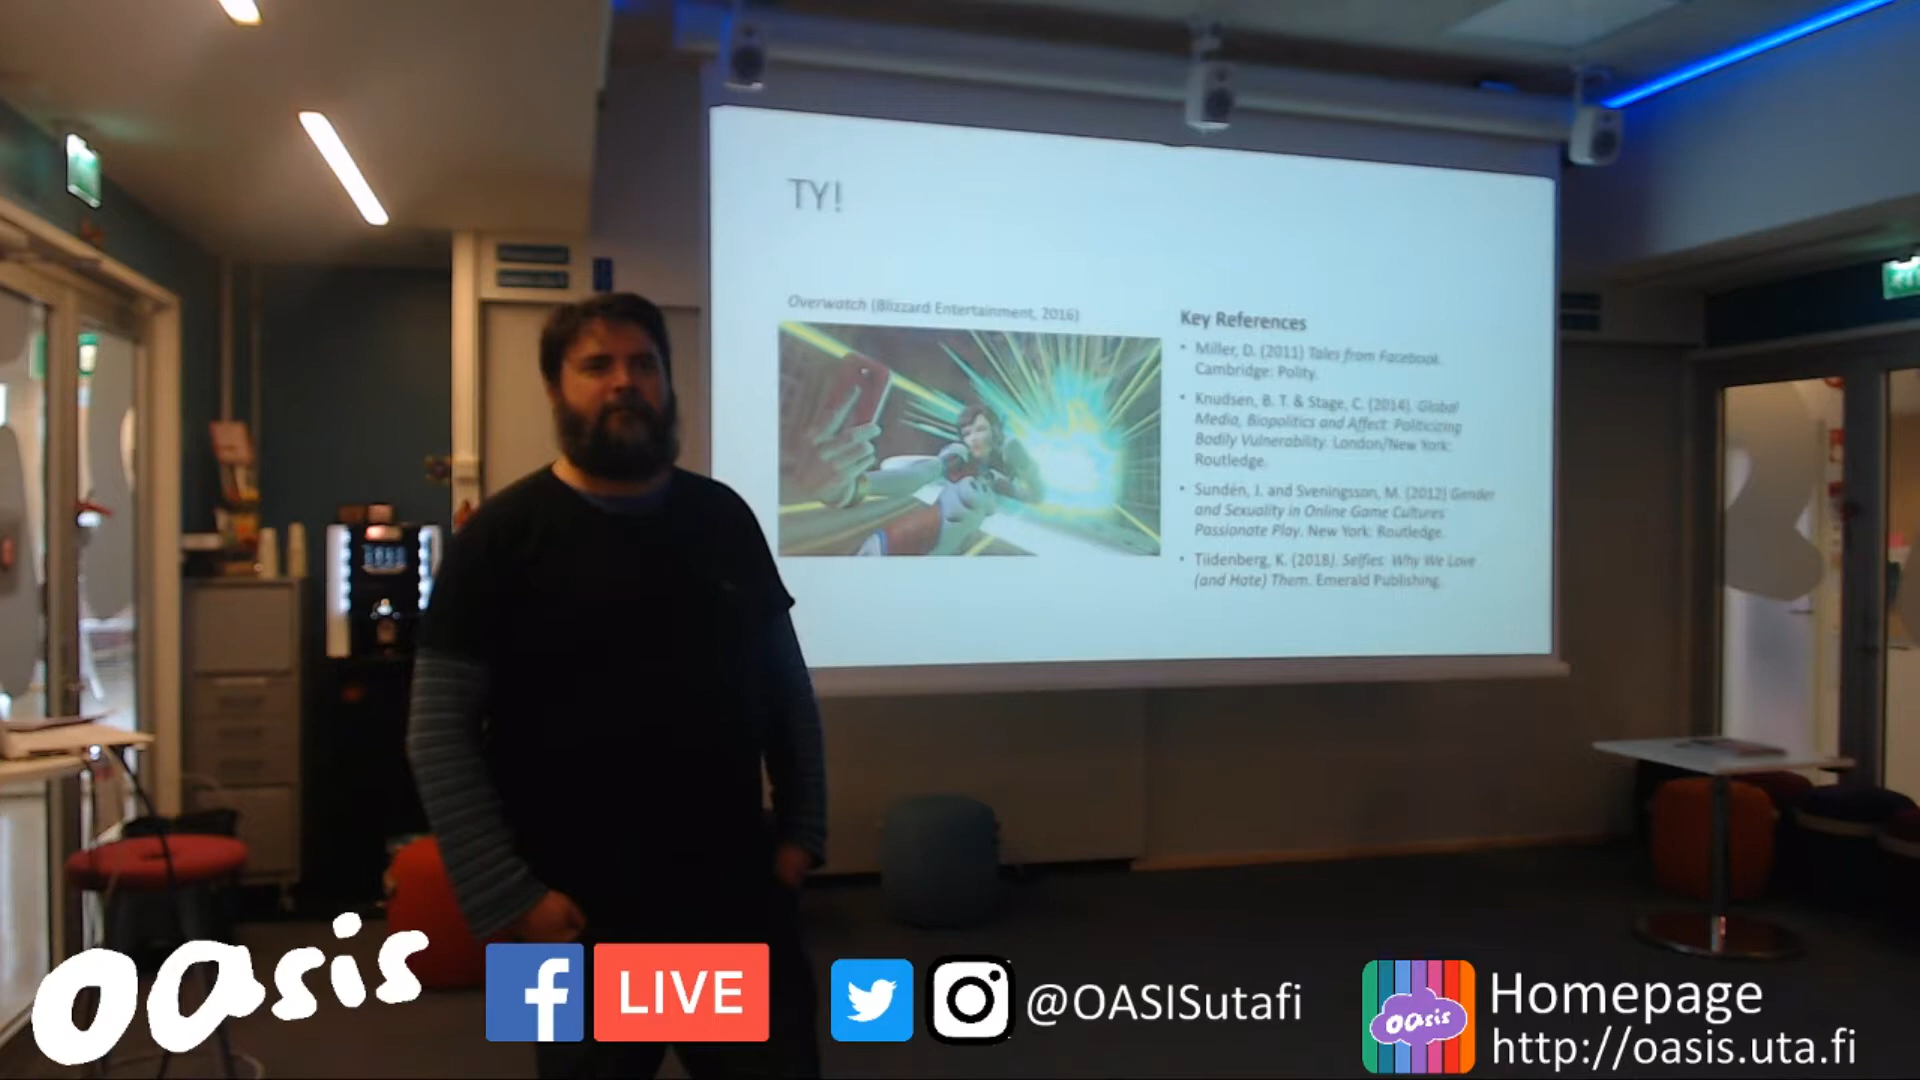 TY!
Overwatch (Blizzard Entertainment, 2016)
Key References
• Miller, D. (2011) Tales from Facebook.
Cambridge: Polity.
• Knudsen, B. T. & Stage, C. (2014). Global
Media, Biopolitics and Affect: Politicizing
Bodily Vulnerability. London/New York:
Routledge.
• Sundén, J. and Sveningsson, M. (2012) Gender
and Sexuality in Online Game Cultures
Passionate Play. New York: Routledge.
• Tiidenberg, K. (2018). Selfies: Why We Love
(and Hate) Them. Emerald Publishing.
oasis
f LIVE
@OASISutafi
oasis
Homepage
http://oasis.uta.fi